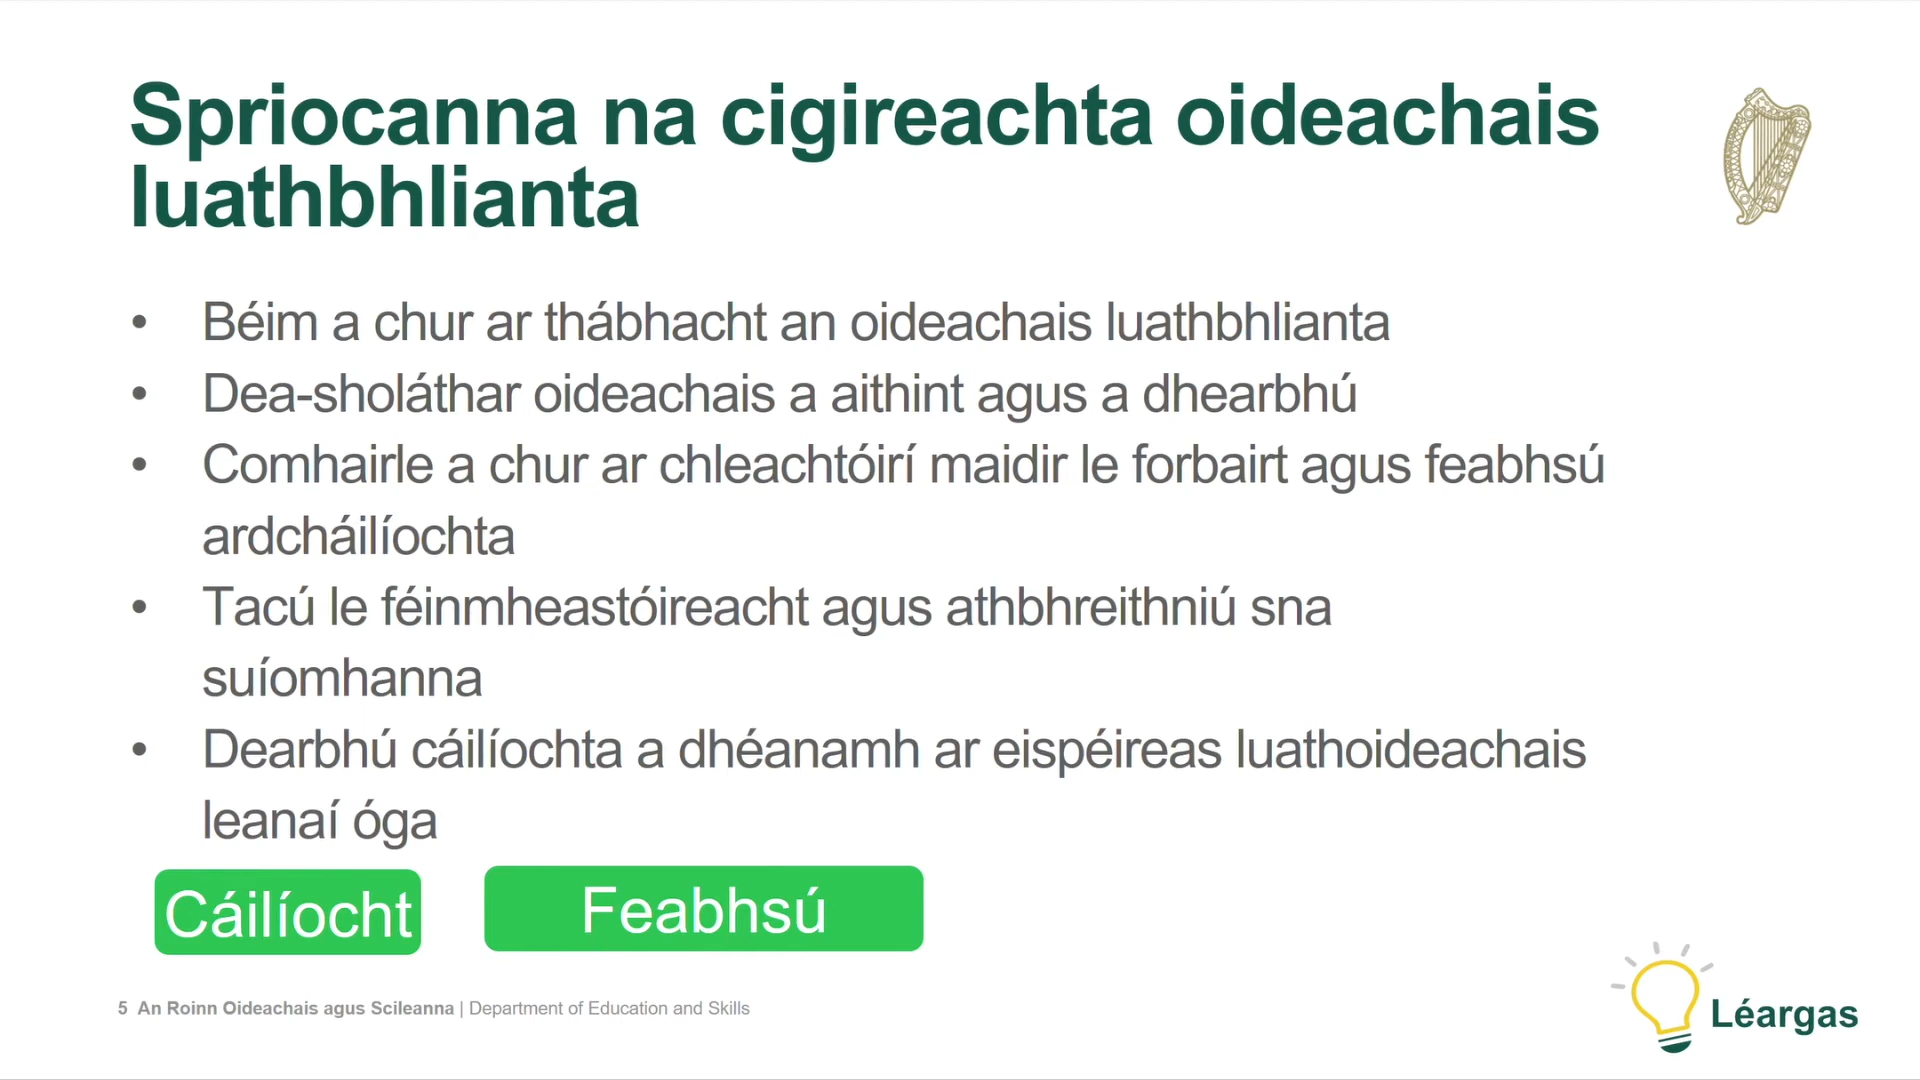 Spriocanna na cigireachta oideachais
luathbhlianta
• Béim a chur ar thábhacht an oideachais luathbhlianta
• Dea-sholáthar oideachais a aithint agus a dhearbhú
• Comhairle a chur ar chleachtóirí maidir le forbairt agus feabhsú
ardcháilíochta
• Tacú le féinmheastóireacht agus athbhreithniú sna
suíomhanna
• Dearbhú cáilíochta a dhéanamh ar eispéireas luathoideachais
leanaí óga
Cáilíocht
Feabhsú
5 An Roinn Oideachais agus Scileanna | Department of Education and Skills
Léargas